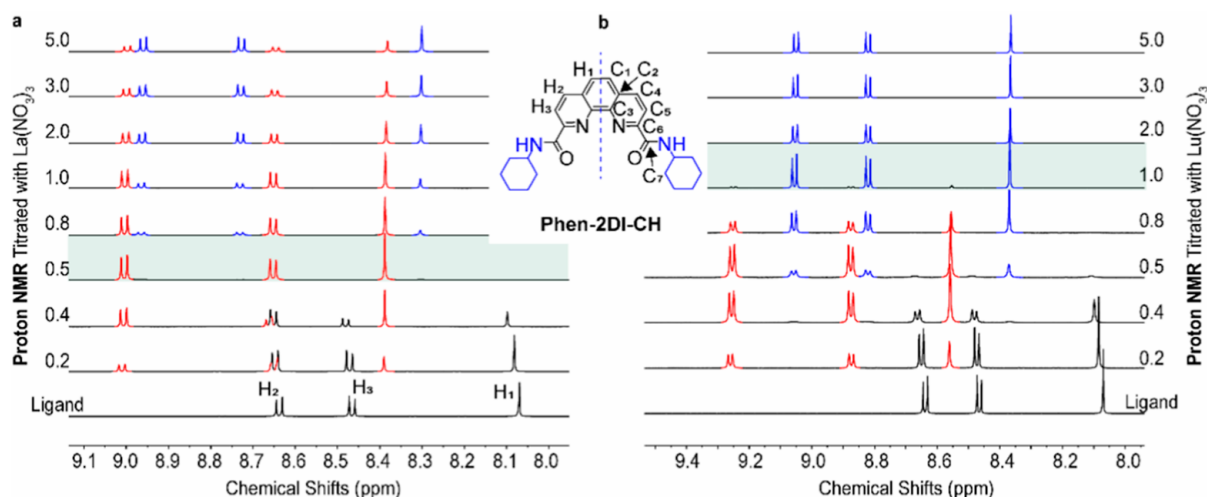 a
Proton NMR Titrated with La(NO3)3
5.0
3.0
2.0
1.0
0.8
0.5
0.4
0.2
Ligand
H2
H3
H1
9.1 9.0 8.9 8.8 8.7 8.6 8.5 8.4 8.3 8.2 8.1 8.0
Chemical Shifts (ppm)
H1
C1
C2
H2
C4
H3
C3
C5
N
N
C6
HN
NH
O
O
C7
Phen-2DI-CH
b
5.0
3.0
2.0
1.0
0.8
0.5
0.4
0.2
Ligand
9.4 9.2 9.0 8.8 8.6 8.4 8.2 8.0
Chemical Shifts (ppm)
Proton NMR Titrated with Lu(NO3)3